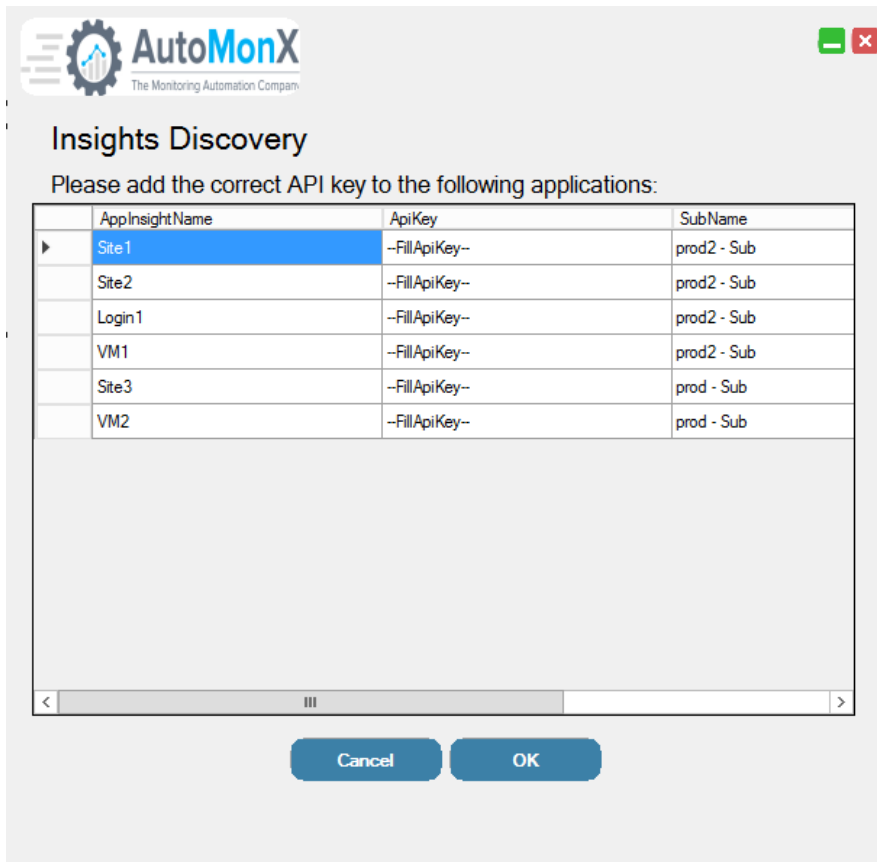 AutoMonX
The Monitoring Automation Company
Insights Discovery
Please add the correct API key to the following applications:
AppInsightName ApiKey SubName
Site1 --FillApiKey-- prod2 - Sub
Site2 --FillApiKey-- prod2 - Sub
Login1 --FillApiKey-- prod2 - Sub
VM1 --FillApiKey-- prod2 - Sub
Site3 --FillApiKey-- prod - Sub
VM2 --FillApiKey-- prod - Sub
Cancel OK